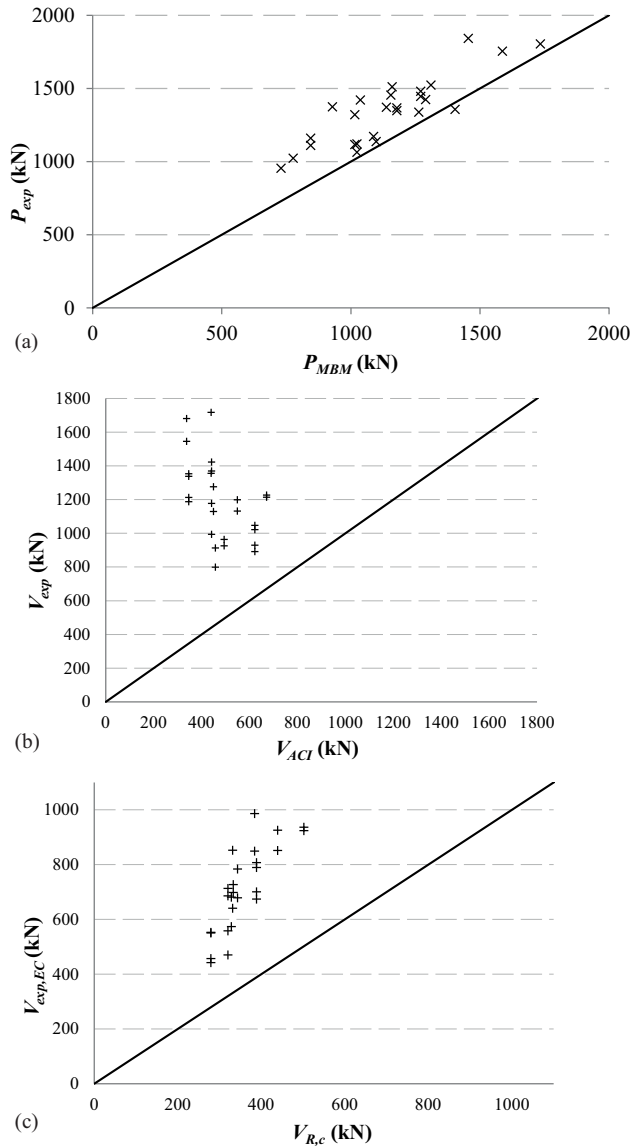 2000
1500
1000
500
0
P_exp (kN)
0 500 1000 1500 2000
(a)
P_MBM (kN)
1800
1600
1400
1200
1000
800
600
400
200
0
V_exp (kN)
0 200 400 600 800 1000 1200 1400 1600 1800
(b)
V_ACI (kN)
1000
800
600
400
200
0
V_exp,EC (kN)
0 200 400 600 800 1000
(c)
V_R,c (kN)